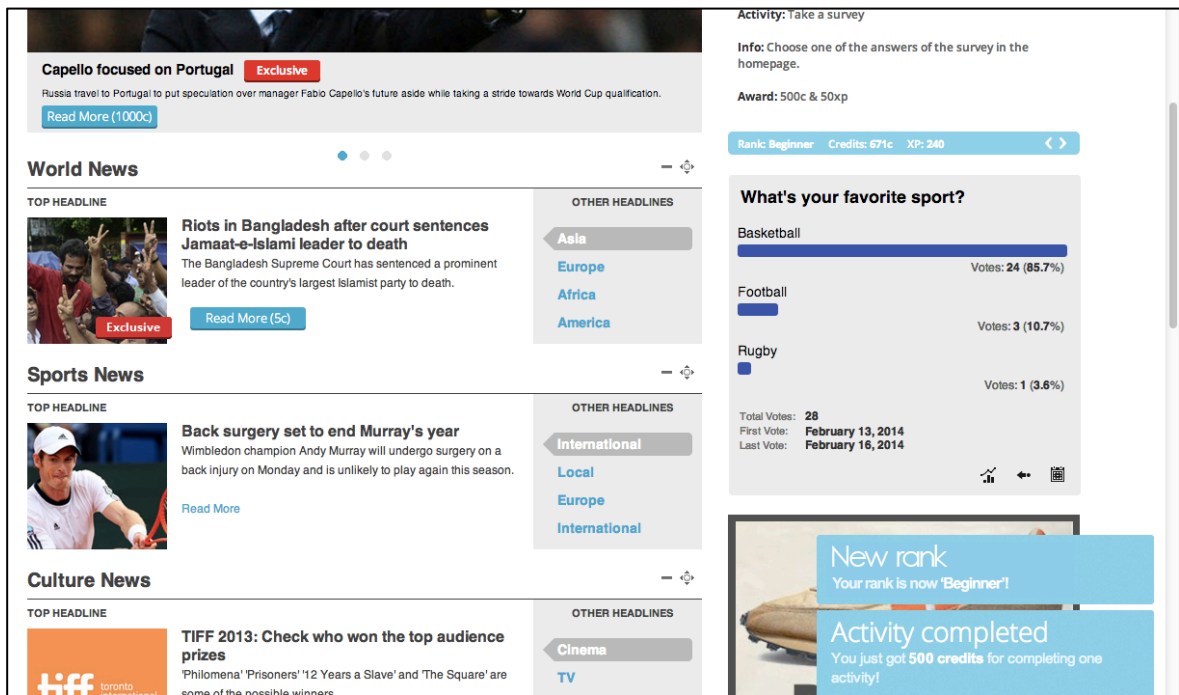 Capello focused on Portugal Exclusive
Russia travel to Portugal to put speculation over manager Fabio Capello's future aside while taking a stride towards World Cup qualification.
Read More (1000c)
World News
TOP HEADLINE
Riots in Bangladesh after court sentences
Jamaat-e-Islami leader to death
The Bangladesh Supreme Court has sentenced a prominent
leader of the country's largest Islamist party to death.
Exclusive
Read More (5c)
OTHER HEADLINES
Asia
Europe
Africa
America
Sports News
TOP HEADLINE
Back surgery set to end Murray's year
Wimbledon champion Andy Murray will undergo surgery on a
back injury on Monday and is unlikely to play again this season.
Read More
OTHER HEADLINES
International
Local
Europe
International
Culture News
TOP HEADLINE
tiff toronto
international
TIFF 2013: Check who won the top audience
prizes
'Philomena' 'Prisoners' '12 Years a Slave' and 'The Square' are
some of the possible winners
OTHER HEADLINES
Cinema
TV
Activity: Take a survey
Info: Choose one of the answers of the survey in the
homepage.
Award: 500c & 50xp
Rank: Beginner Credits: 671c XP: 240
What's your favorite sport?
Basketball
Votes: 24 (85.7%)
Football
Votes: 3 (10.7%)
Rugby
Votes: 1 (3.6%)
Total Votes: 28
First Vote: February 13, 2014
Last Vote: February 16, 2014
New rank
Your rank is now 'Beginner'!
Activity completed
You just got 500 credits for completing one
activity!